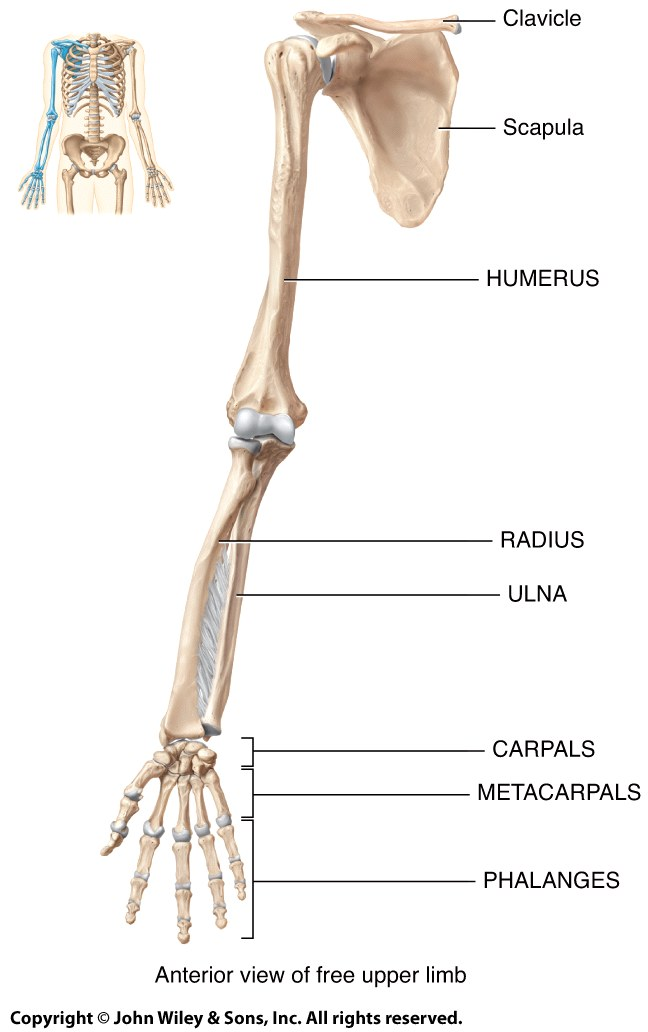 Clavicle
Scapula
HUMERUS
RADIUS
ULNA
CARPALS
METACARPALS
PHALANGES
Anterior view of free upper limb
Copyright © John Wiley & Sons, Inc. All rights reserved.